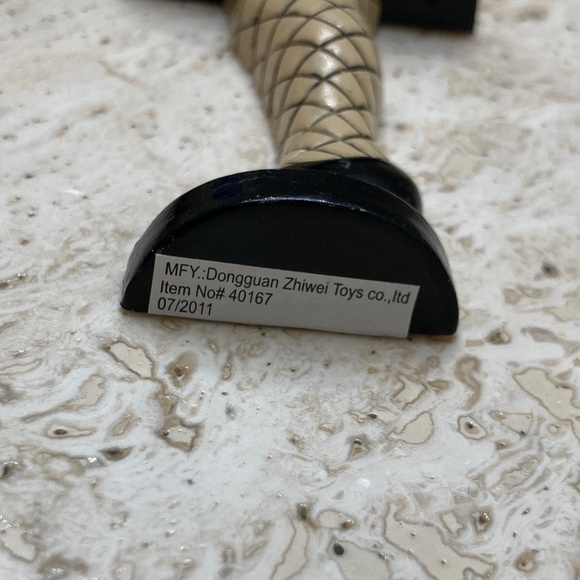 MFY.:Dongguan Zhiwei Toys co.,ltd
Item No# 40167
07/2011